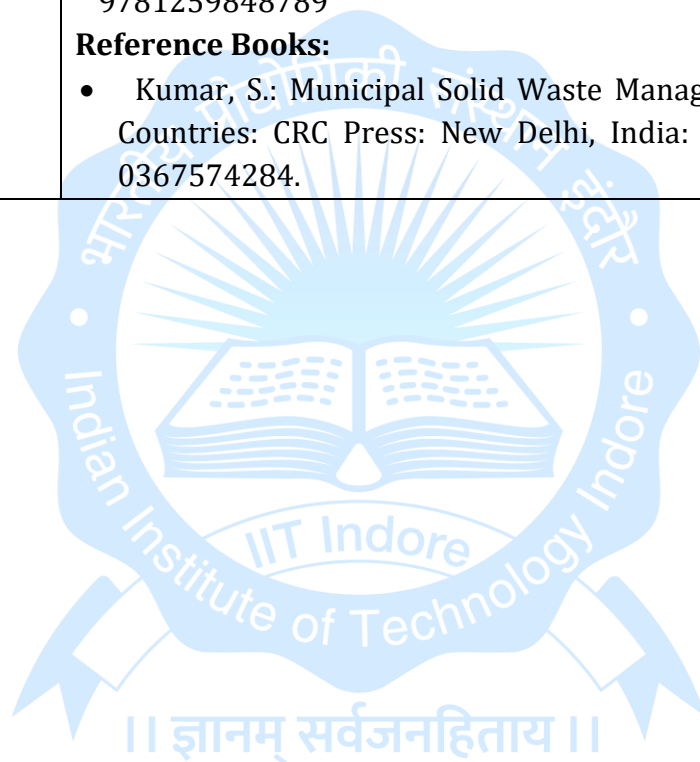 9781259848789
Reference Books:
• Kumar, S.: Municipal Solid Waste Manag
Countries: CRC Press: New Delhi, India:
0367574284.
भारतीय प्रौद्योगिकी संस्थान इंदौर
IIT Indore
Indian Institute of Technology Indore
।। ज्ञानम् सर्वजनहिताय ।।